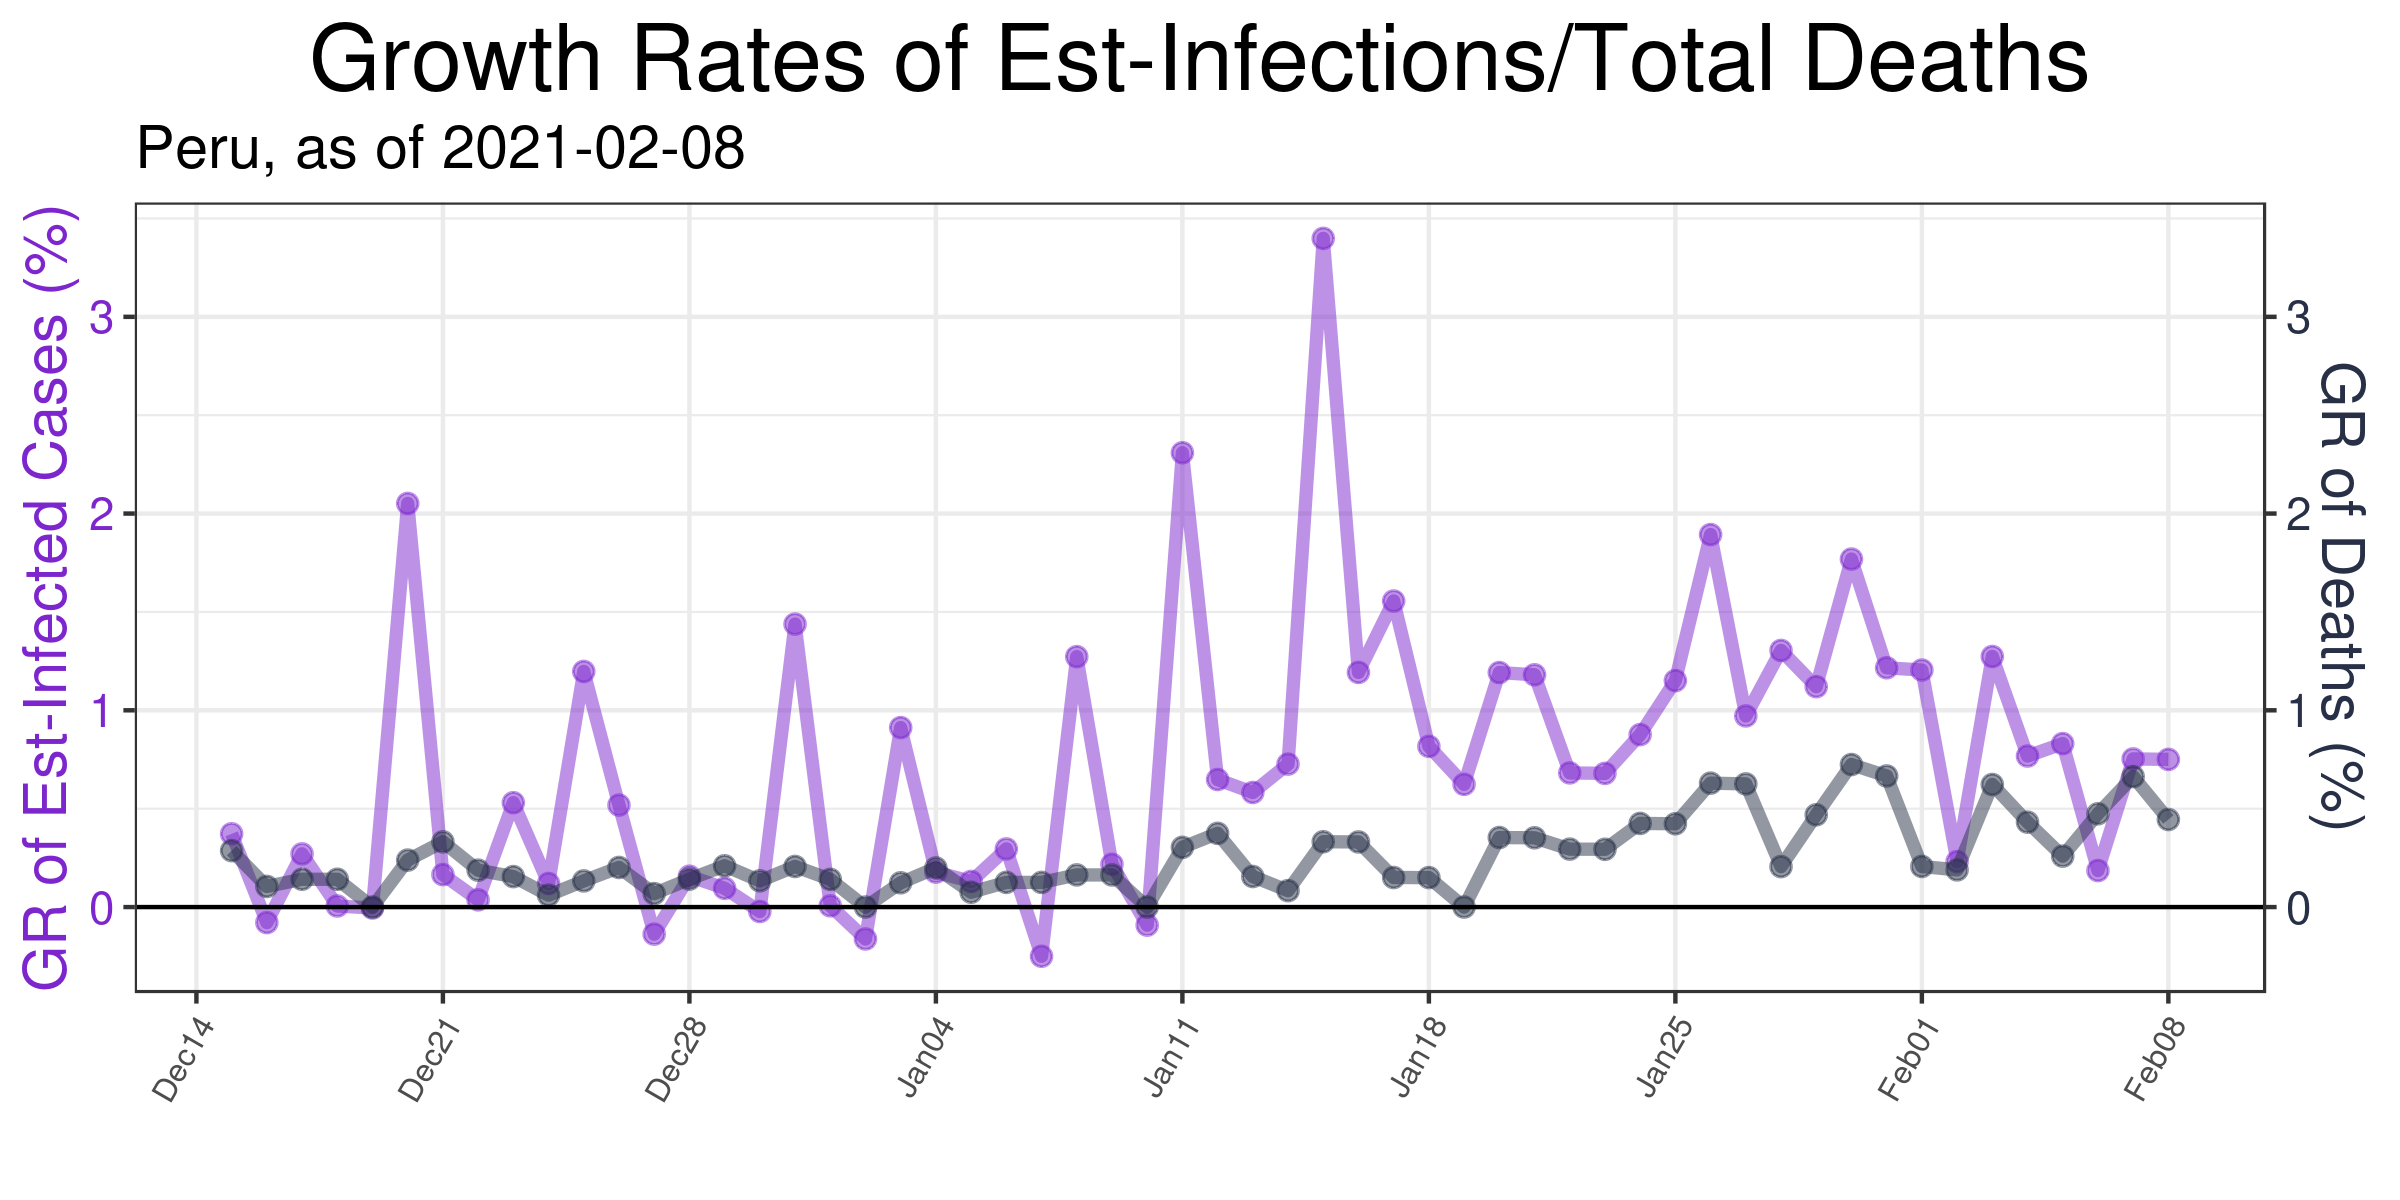 Growth Rates of Est-Infections/Total Deaths
Peru, as of 2021-02-08
GR of Est-Infected Cases (%)
3
2
1
0
3
2
1
0
GR of Deaths (%)
Dec14
Dec21
Dec28
Jan04
Jan11
Jan18
Jan25
Feb01
Feb08